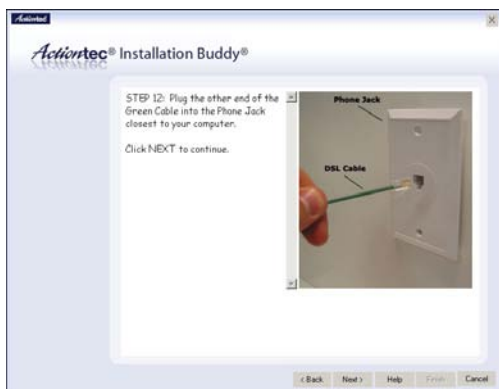 Actiontec
Actiontec® Installation Buddy®
STEP 12: Plug the other end of the
Green Cable into the Phone Jack
closest to your computer.
Click NEXT to continue.
Phone Jack
DSL Cable
< Back Next > Help Finish Cancel